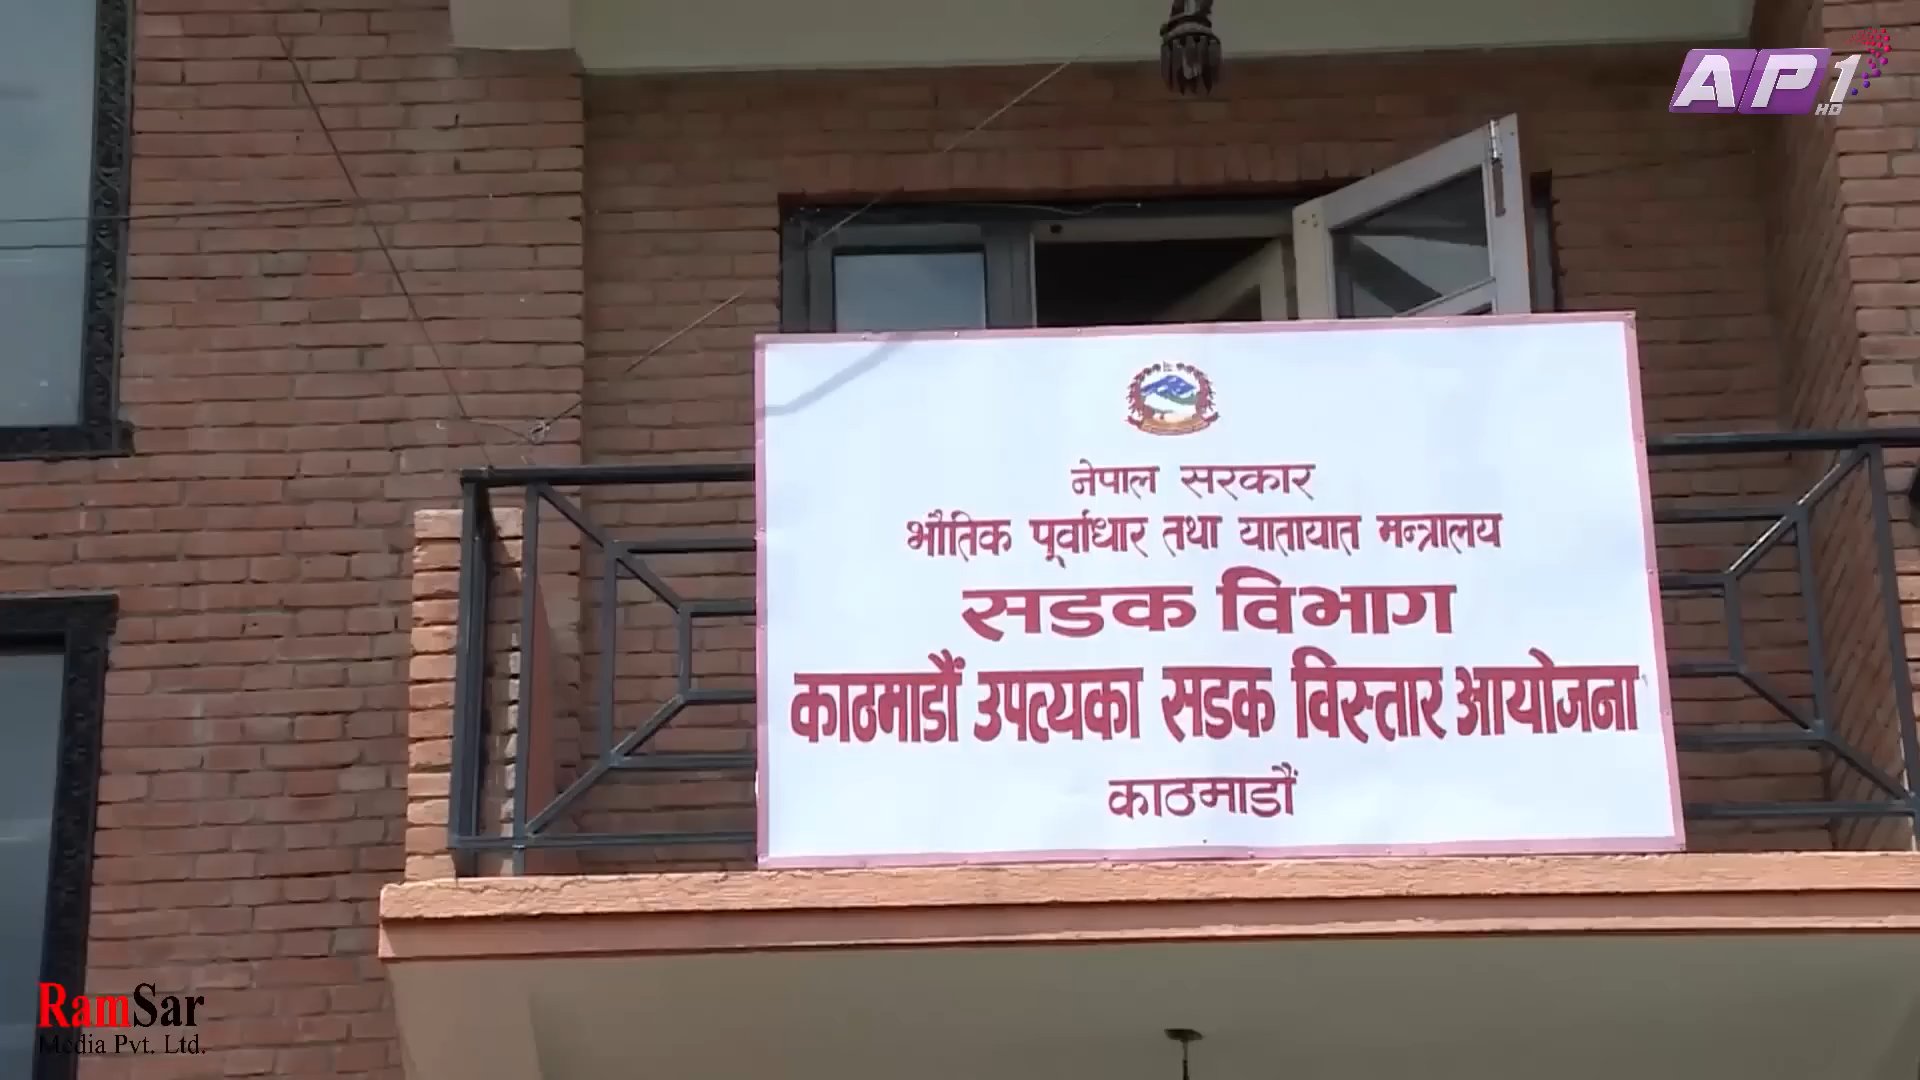 AP1 HD
नेपाल सरकार
भौतिक पूर्वाधार तथा यातायात मन्त्रालय
सडक विभाग
काठमाडौं उपत्यका सडक विस्तार आयोजना
काठमाडौं
RamSar
Media Pvt. Ltd.